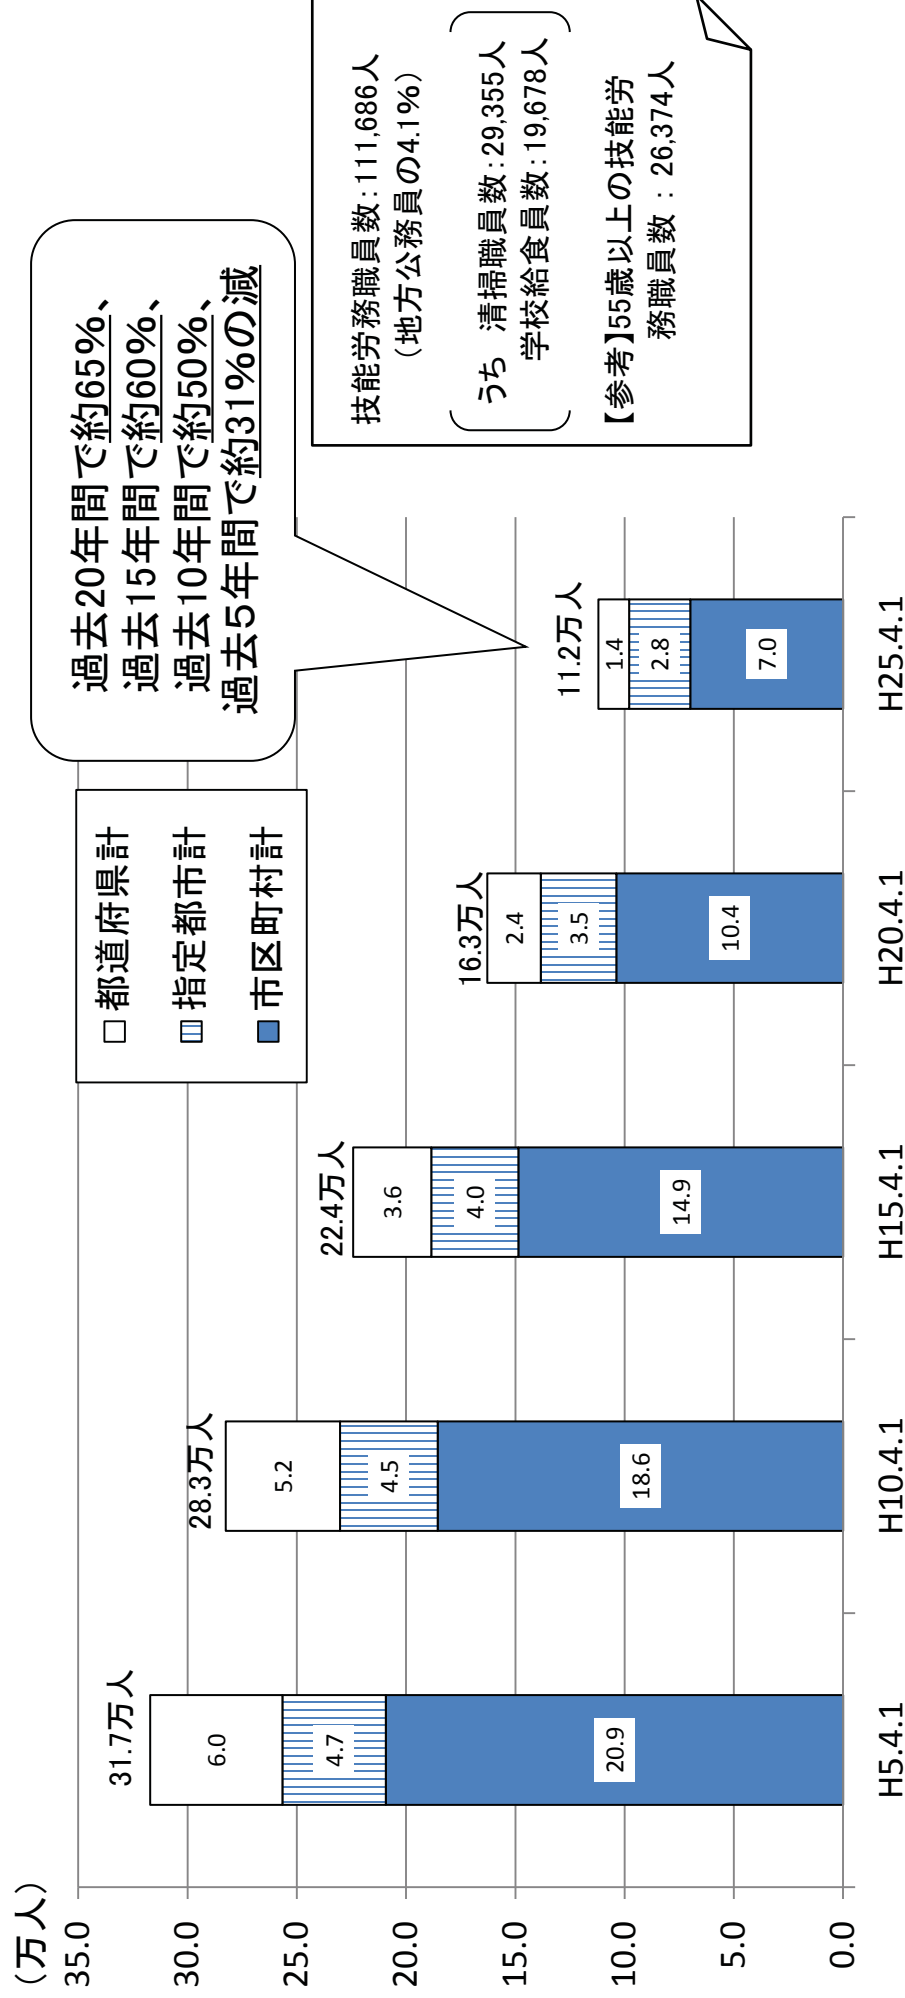 （万人）
35.0
30.0
25.0
20.0
15.0
10.0
5.0
0.0
31.7万人
6.0
4.7
20.9
H5.4.1
28.3万人
5.2
4.5
18.6
H10.4.1
22.4万人
3.6
4.0
14.9
H15.4.1
16.3万人
2.4
3.5
10.4
H20.4.1
11.2万人
1.4
2.8
7.0
H25.4.1
都道府県計
指定都市計
市区町村計
過去20年間で約65%、
過去15年間で約60%、
過去10年間で約50%、
過去５年間で約31%の減
技能労務職員数：111,686人
（地方公務員の4.1%）
うち　清掃職員数：29,355人
学校給食員数：19,678人
【参考】55歳以上の技能労
務職員数 ： 26,374人